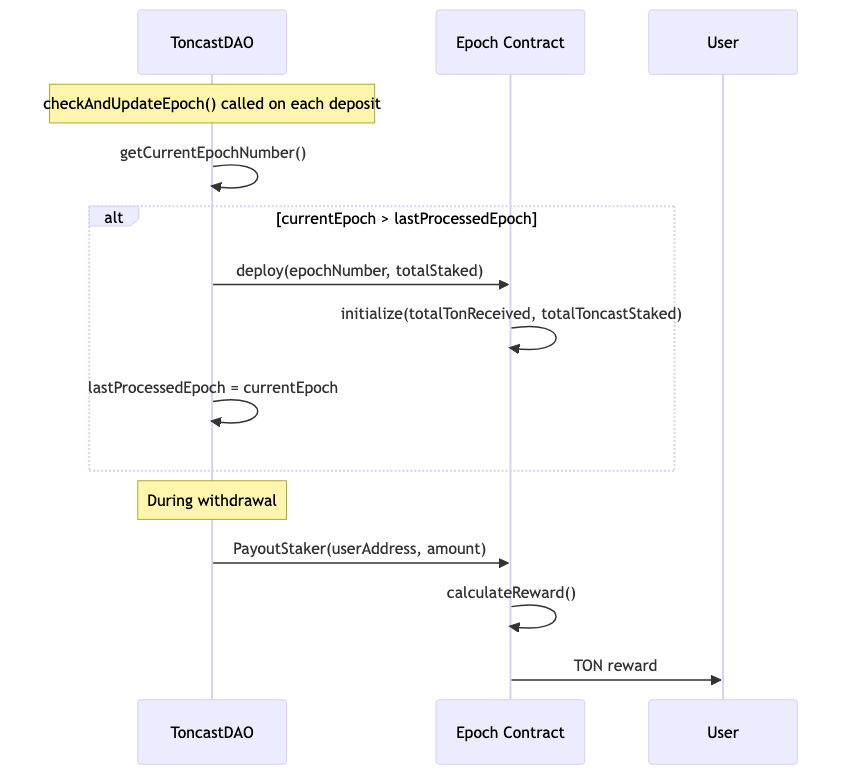 ToncastDAO
Epoch Contract
User
checkAndUpdateEpoch() called on each deposit
getCurrentEpochNumber()
alt
[currentEpoch > lastProcessedEpoch]
deploy(epochNumber, totalStaked)
initialize(totalTonReceived, totalToncastStaked)
lastProcessedEpoch = currentEpoch
During withdrawal
PayoutStaker(userAddress, amount)
calculateReward()
TON reward
ToncastDAO
Epoch Contract
User